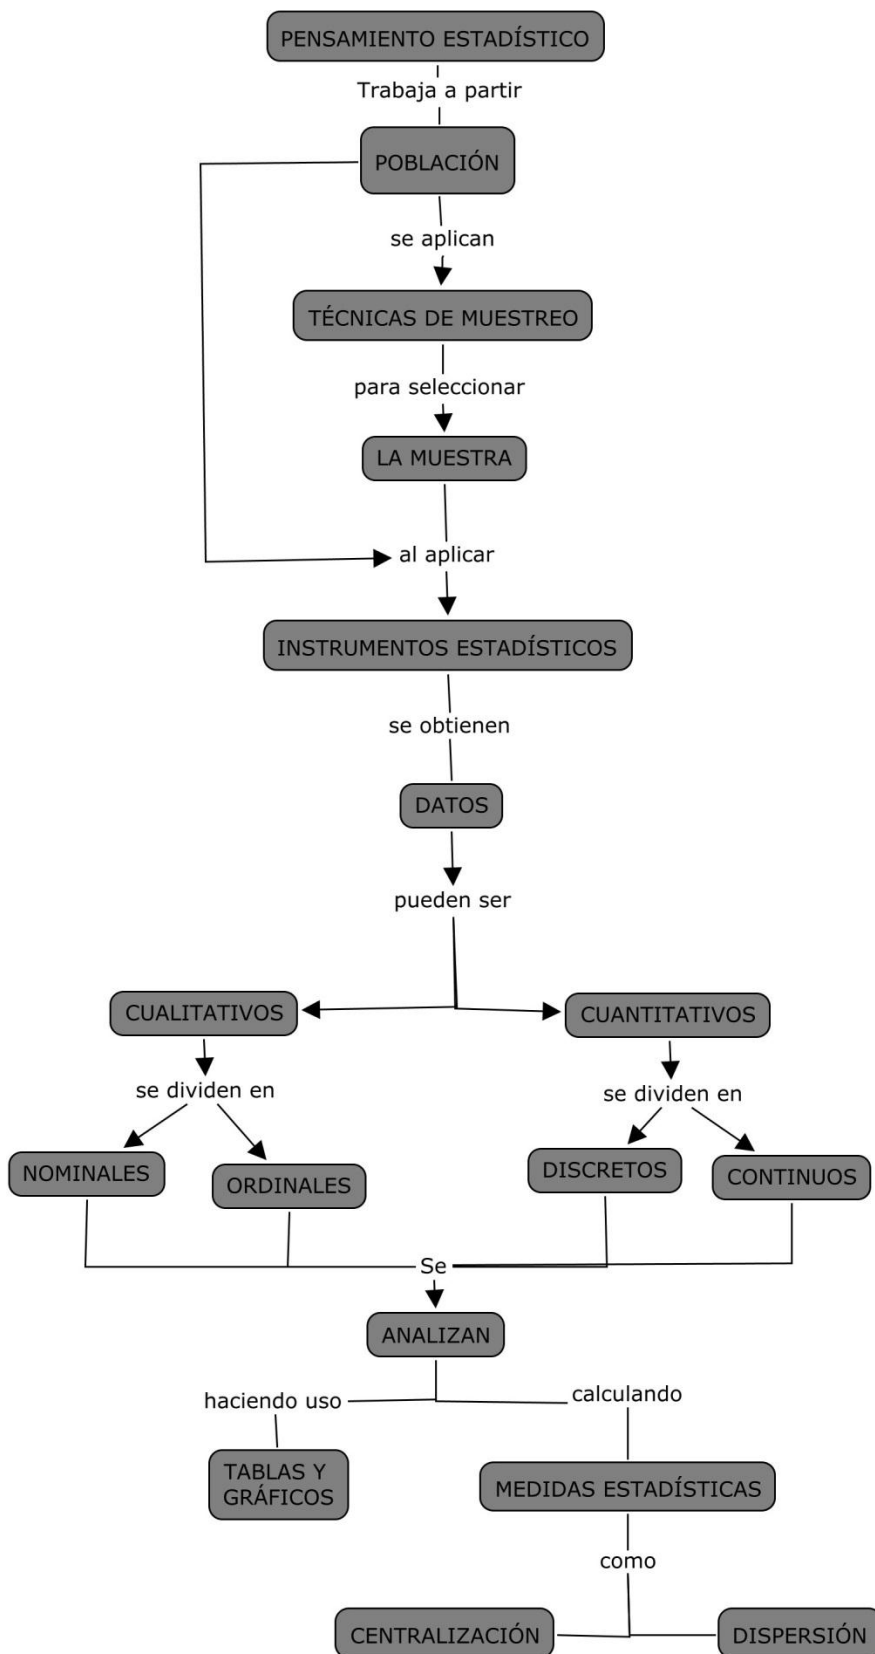 PENSAMIENTO ESTADÍSTICO
Trabaja a partir
POBLACIÓN
se aplican
TÉCNICAS DE MUESTREO
para seleccionar
LA MUESTRA
al aplicar
INSTRUMENTOS ESTADÍSTICOS
se obtienen
DATOS
pueden ser
CUALITATIVOS
CUANTITATIVOS
se dividen en
se dividen en
NOMINALES
ORDINALES
DISCRETOS
CONTINUOS
Se
ANALIZAN
haciendo uso
calculando
TABLAS Y
GRÁFICOS
MEDIDAS ESTADÍSTICAS
como
CENTRALIZACIÓN
DISPERSIÓN